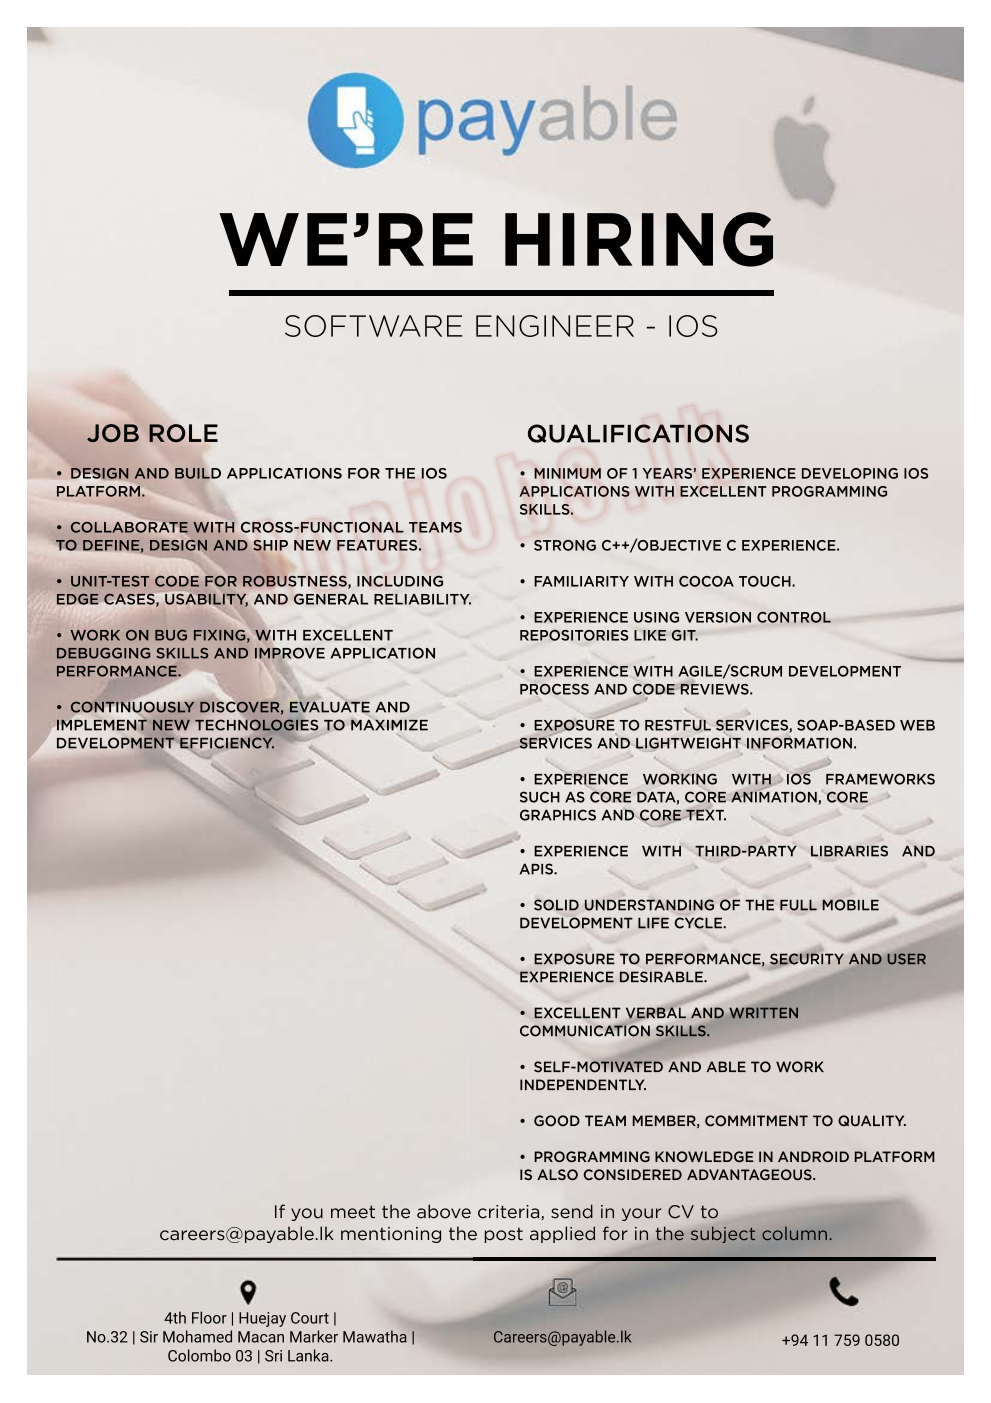 payable
WE'RE HIRING
SOFTWARE ENGINEER - IOS
JOB ROLE
• DESIGN AND BUILD APPLICATIONS FOR THE IOS
PLATFORM.
• COLLABORATE WITH CROSS-FUNCTIONAL TEAMS
TO DEFINE, DESIGN AND SHIP NEW FEATURES.
• UNIT-TEST CODE FOR ROBUSTNESS, INCLUDING
EDGE CASES, USABILITY, AND GENERAL RELIABILITY.
• WORK ON BUG FIXING, WITH EXCELLENT
DEBUGGING SKILLS AND IMPROVE APPLICATION
PERFORMANCE.
• CONTINUOUSLY DISCOVER, EVALUATE AND
IMPLEMENT NEW TECHNOLOGIES TO MAXIMIZE
DEVELOPMENT EFFICIENCY.
QUALIFICATIONS
• MINIMUM OF 1 YEARS' EXPERIENCE DEVELOPING IOS
APPLICATIONS WITH EXCELLENT PROGRAMMING
SKILLS.
• STRONG C++/OBJECTIVE C EXPERIENCE.
• FAMILIARITY WITH COCOA TOUCH.
• EXPERIENCE USING VERSION CONTROL
REPOSITORIES LIKE GIT.
• EXPERIENCE WITH AGILE/SCRUM DEVELOPMENT
PROCESS AND CODE REVIEWS.
• EXPOSURE TO RESTFUL SERVICES, SOAP-BASED WEB
SERVICES AND LIGHTWEIGHT INFORMATION.
• EXPERIENCE WORKING WITH IOS FRAMEWORKS
SUCH AS CORE DATA, CORE ANIMATION, CORE
GRAPHICS AND CORE TEXT.
• EXPERIENCE WITH THIRD-PARTY LIBRARIES AND
APIS.
• SOLID UNDERSTANDING OF THE FULL MOBILE
DEVELOPMENT LIFE CYCLE.
• EXPOSURE TO PERFORMANCE, SECURITY AND USER
EXPERIENCE DESIRABLE.
• EXCELLENT VERBAL AND WRITTEN
COMMUNICATION SKILLS.
• SELF-MOTIVATED AND ABLE TO WORK
INDEPENDENTLY.
• GOOD TEAM MEMBER, COMMITMENT TO QUALITY.
• PROGRAMMING KNOWLEDGE IN ANDROID PLATFORM
IS ALSO CONSIDERED ADVANTAGEOUS.
If you meet the above criteria, send in your CV to
careers@payable.lk mentioning the post applied for in the subject column.
4th Floor | Huejay Court |
No.32 | Sir Mohamed Macan Marker Mawatha |
Colombo 03 | Sri Lanka.
Careers@payable.lk
+94 11 759 0580